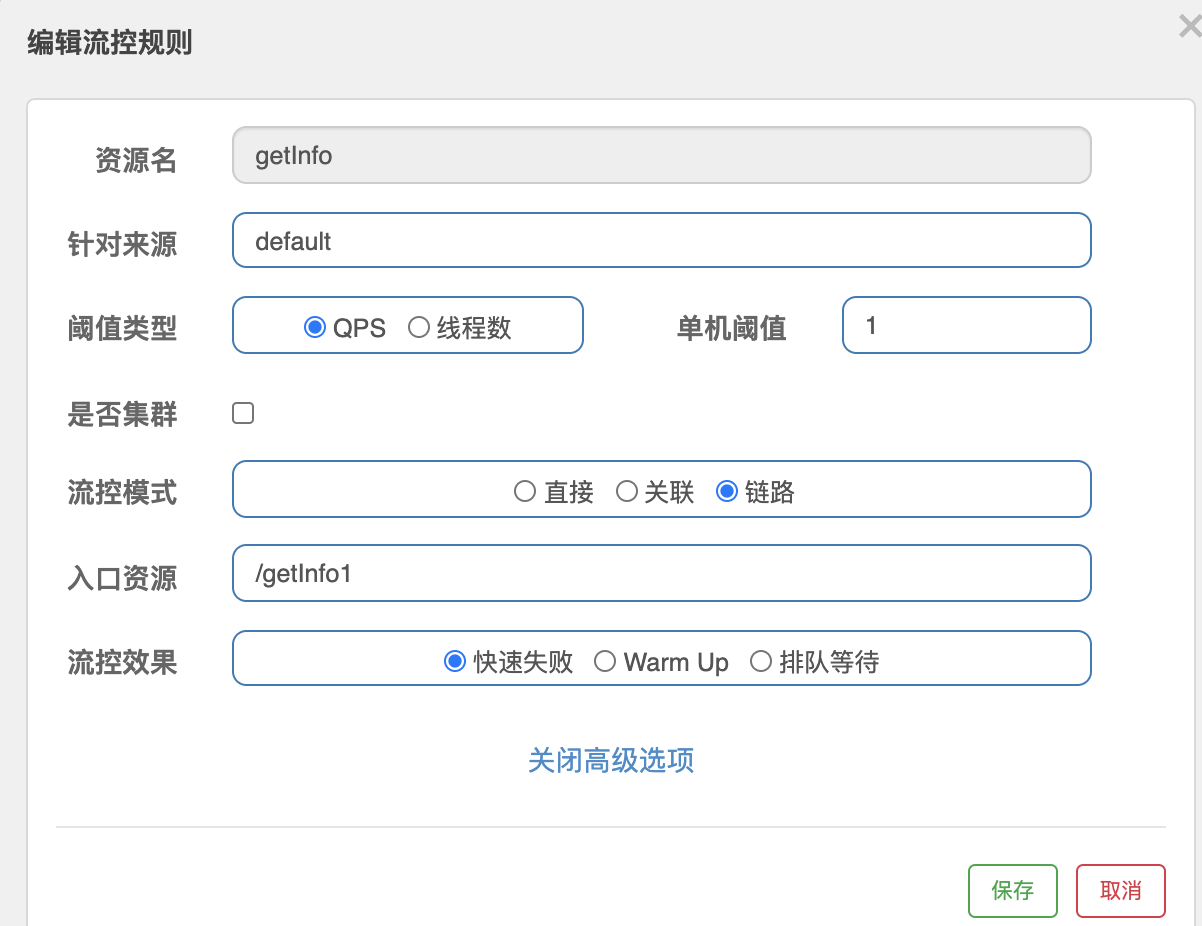 编辑流控规则
资源名 getInfo
针对来源 default
阈值类型 QPS 线程数 单机阈值 1
是否集群
流控模式 直接 关联 链路
入口资源 /getInfo1
流控效果 快速失败 Warm Up 排队等待
关闭高级选项
保存 取消